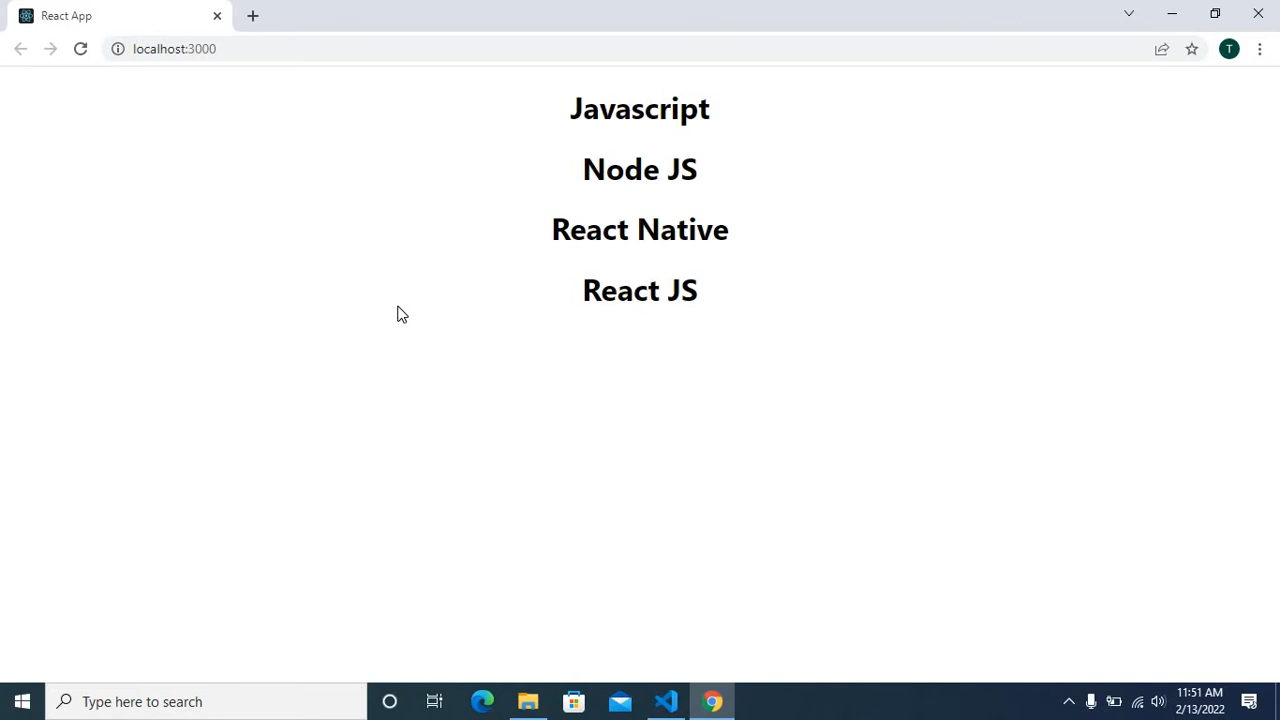 React App
localhost:3000
T
Javascript
Node JS
React Native
React JS
Type here to search
11:51 AM
2/13/2022